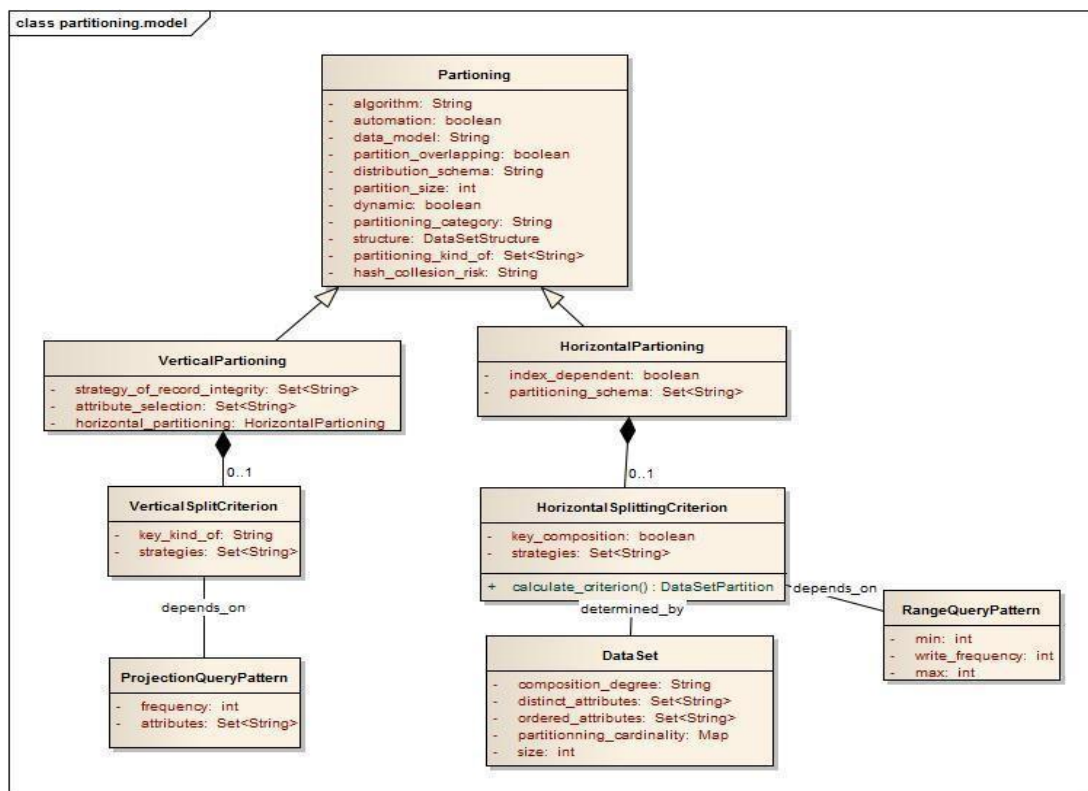 class partitioning.model
Partioning
- algorithm: String
- automation: boolean
- data_model: String
- partition_overlapping: boolean
- distribution_schema: String
- partition_size: int
- dynamic: boolean
- partitioning_category: String
- structure: DataSetStructure
- partitioning_kind_of: Set<String>
- hash_collesion_risk: String
VerticalPartioning
- strategy_of_record_integrity: Set<String>
- attribute_selection: Set<String>
- horizontal_partitioning: HorizontalPartioning
HorizontalPartioning
- index_dependent: boolean
- partitioning_schema: Set<String>
0..1
0..1
VerticalSplitCriterion
- key_kind_of: String
- strategies: Set<String>
HorizontalSplittingCriterion
- key_composition: boolean
- strategies: Set<String>
+ calculate_criterion() : DataSetPartition
depends_on
depends_on
determined_by
RangeQueryPattern
- min: int
- write_frequency: int
- max: int
ProjectionQueryPattern
- frequency: int
- attributes: Set<String>
DataSet
- composition_degree: String
- distinct_attributes: Set<String>
- ordered_attributes: Set<String>
- partitionning_cardinality: Map
- size: int